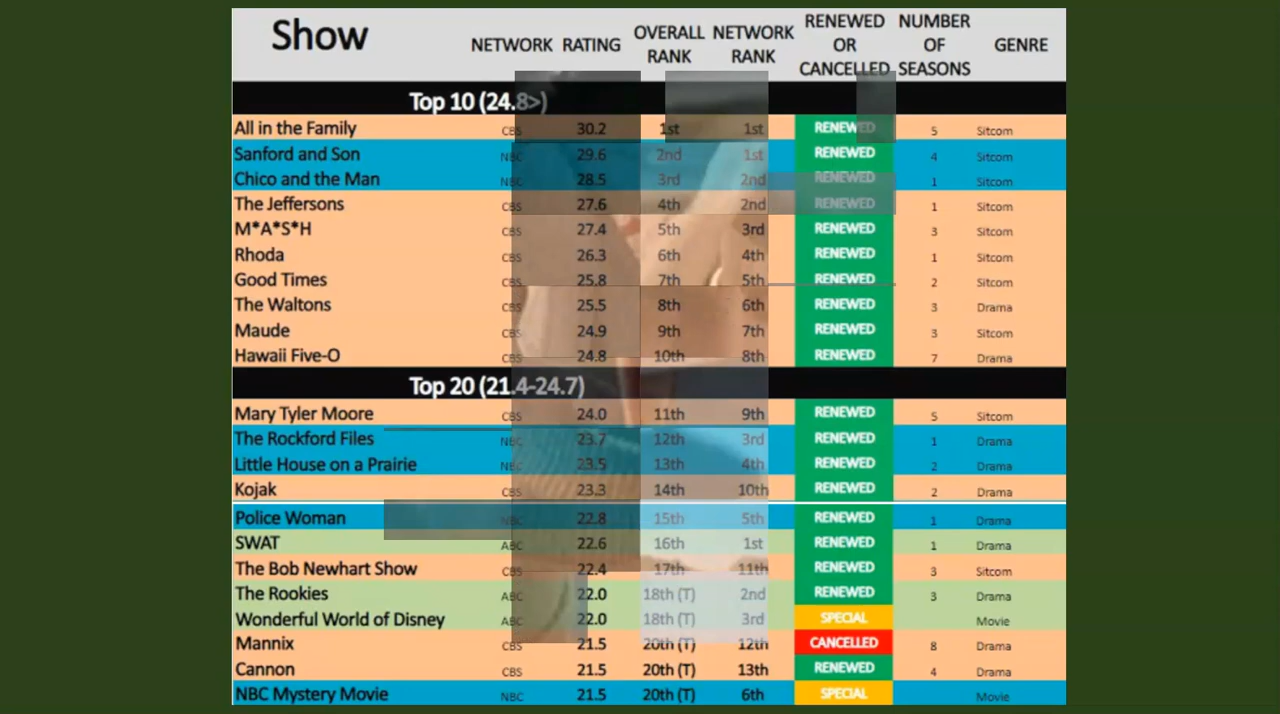 Show NETWORK RATING OVERALL RANK NETWORK RANK RENEWED OR CANCELLED NUMBER OF SEASONS GENRE
Top 10 (24.8>)
All in the Family CBS 30.2 1st 1st RENEWED 5 Sitcom
Sanford and Son NBC 29.6 2nd 1st RENEWED 4 Sitcom
Chico and the Man NBC 28.5 3rd 2nd RENEWED 1 Sitcom
The Jeffersons CBS 27.6 4th 2nd RENEWED 1 Sitcom
M*A*S*H CBS 27.4 5th 3rd RENEWED 3 Sitcom
Rhoda CBS 26.3 6th 4th RENEWED 1 Sitcom
Good Times CBS 25.8 7th 5th RENEWED 2 Sitcom
The Waltons CBS 25.5 8th 6th RENEWED 3 Drama
Maude CBS 24.9 9th 7th RENEWED 3 Sitcom
Hawaii Five-O CBS 24.8 10th 8th RENEWED 7 Drama
Top 20 (21.4-24.7)
Mary Tyler Moore CBS 24.0 11th 9th RENEWED 5 Sitcom
The Rockford Files NBC 23.7 12th 3rd RENEWED 1 Drama
Little House on a Prairie NBC 23.5 13th 4th RENEWED 2 Drama
Kojak CBS 23.3 14th 10th RENEWED 2 Drama
Police Woman NBC 22.8 15th 5th RENEWED 1 Drama
SWAT ABC 22.6 16th 1st RENEWED 1 Drama
The Bob Newhart Show CBS 22.4 17th 11th RENEWED 3 Sitcom
The Rookies ABC 22.0 18th (T) 2nd RENEWED 3 Drama
Wonderful World of Disney ABC 22.0 18th (T) 3rd SPECIAL Movie
Mannix CBS 21.5 20th (T) 12th CANCELLED 8 Drama
Cannon CBS 21.5 20th (T) 13th RENEWED 4 Drama
NBC Mystery Movie NBC 21.5 20th (T) 6th SPECIAL Movie